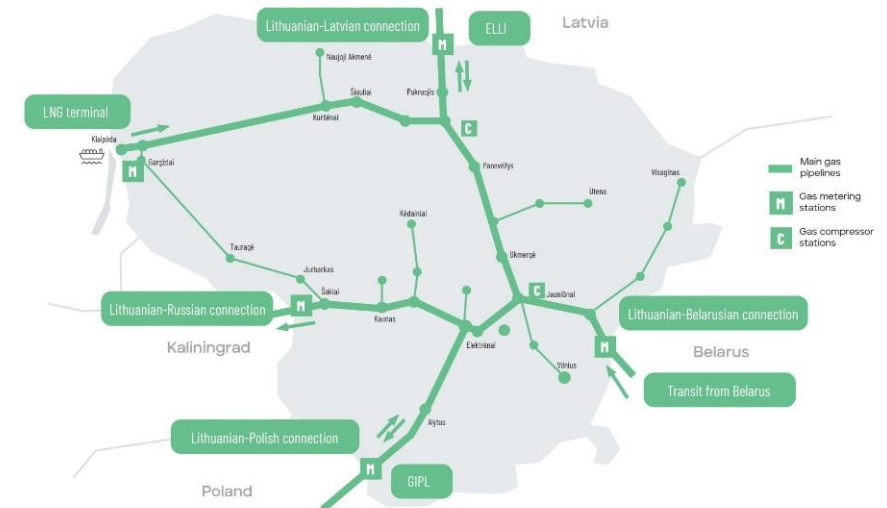 Lithuanian-Latvian connection
ELLI
Latvia
M
Naujoji Akmenė
Šiauliai
Pakruojis
LNG terminal
Kuršėnai
C
Klaipėda
M
Gargždai
Panevėžys
Visaginas
Utena
Main gas
pipelines
M
Gas metering
stations
C
Gas compressor
stations
Kėdainiai
Tauragė
Ukmergė
Jurbarkas
Šakiai
C
Jauniūnai
Lithuanian-Russian connection
M
Kaunas
Lithuanian-Belarusian connection
Kaliningrad
Elektrėnai
M
Belarus
Vilnius
Transit from Belarus
Alytus
Lithuanian-Polish connection
M
GIPL
Poland